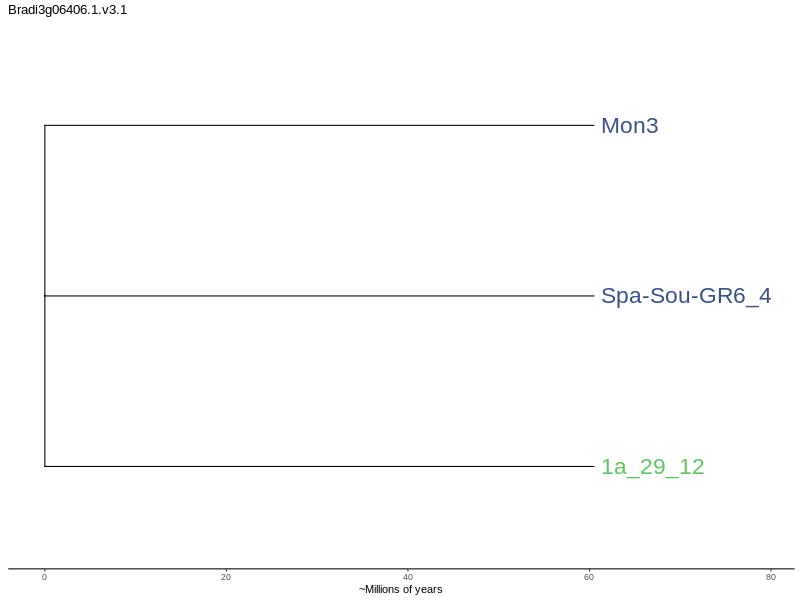 Bradi3g06406.1.v3.1
Mon3
Spa-Sou-GR6_4
1a_29_12
0 20 40 60 80
~Millions of years